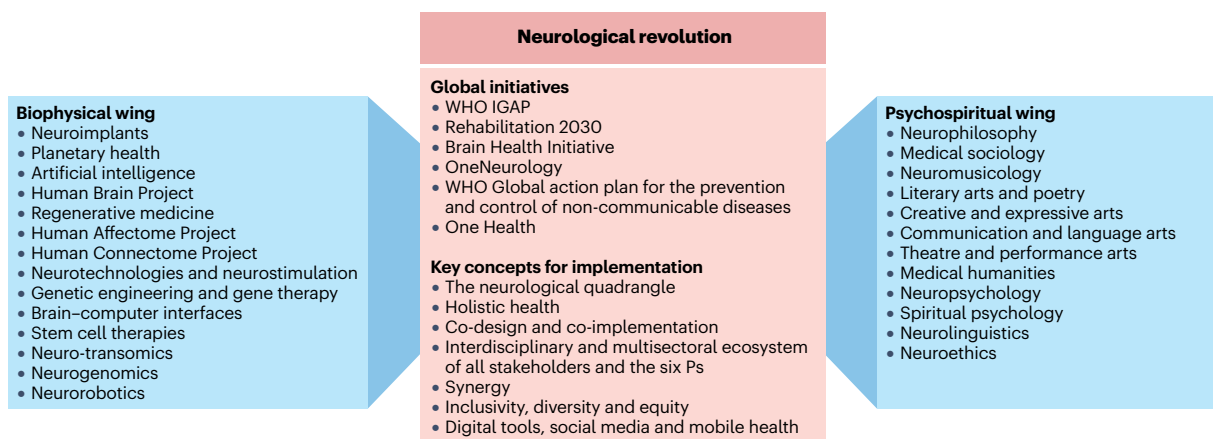 Neurological revolution
Biophysical wing
• Neuroimplants
• Planetary health
• Artificial intelligence
• Human Brain Project
• Regenerative medicine
• Human Affectome Project
• Human Connectome Project
• Neurotechnologies and neurostimulation
• Genetic engineering and gene therapy
• Brain–computer interfaces
• Stem cell therapies
• Neuro-transomics
• Neurogenomics
• Neurorobotics
Global initiatives
• WHO IGAP
• Rehabilitation 2030
• Brain Health Initiative
• OneNeurology
• WHO Global action plan for the prevention
and control of non-communicable diseases
• One Health
Key concepts for implementation
• The neurological quadrangle
• Holistic health
• Co-design and co-implementation
• Interdisciplinary and multisectoral ecosystem
of all stakeholders and the six Ps
• Synergy
• Inclusivity, diversity and equity
• Digital tools, social media and mobile health
Psychospiritual wing
• Neurophilosophy
• Medical sociology
• Neuromusicology
• Literary arts and poetry
• Creative and expressive arts
• Communication and language arts
• Theatre and performance arts
• Medical humanities
• Neuropsychology
• Spiritual psychology
• Neurolinguistics
• Neuroethics